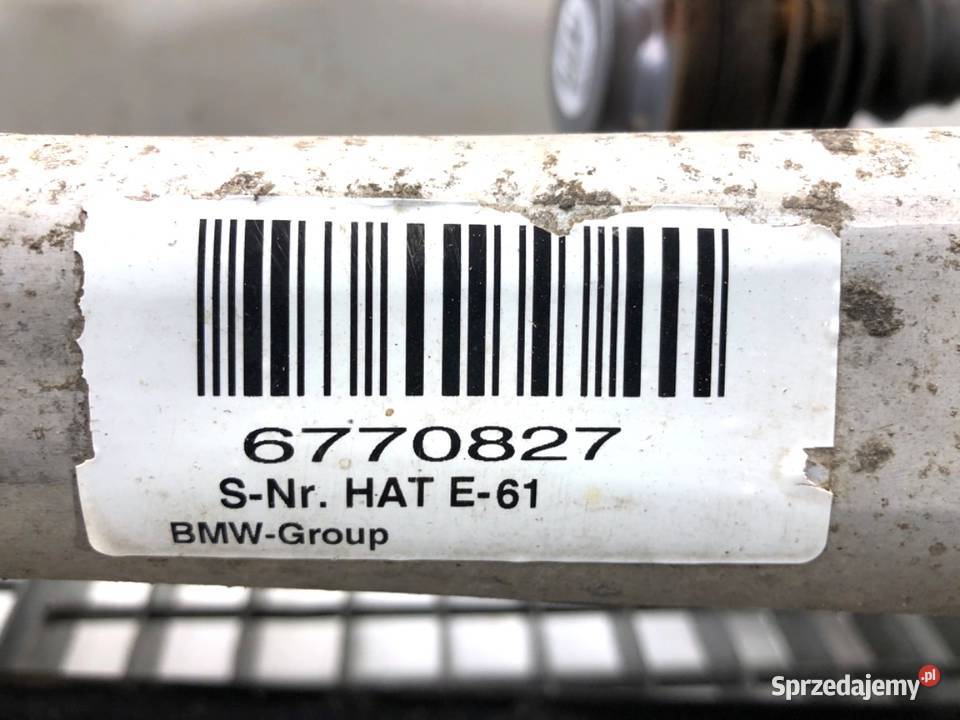 6770827
S-Nr. HAT E-61
BMW-Group
Sprzedajemy.pl